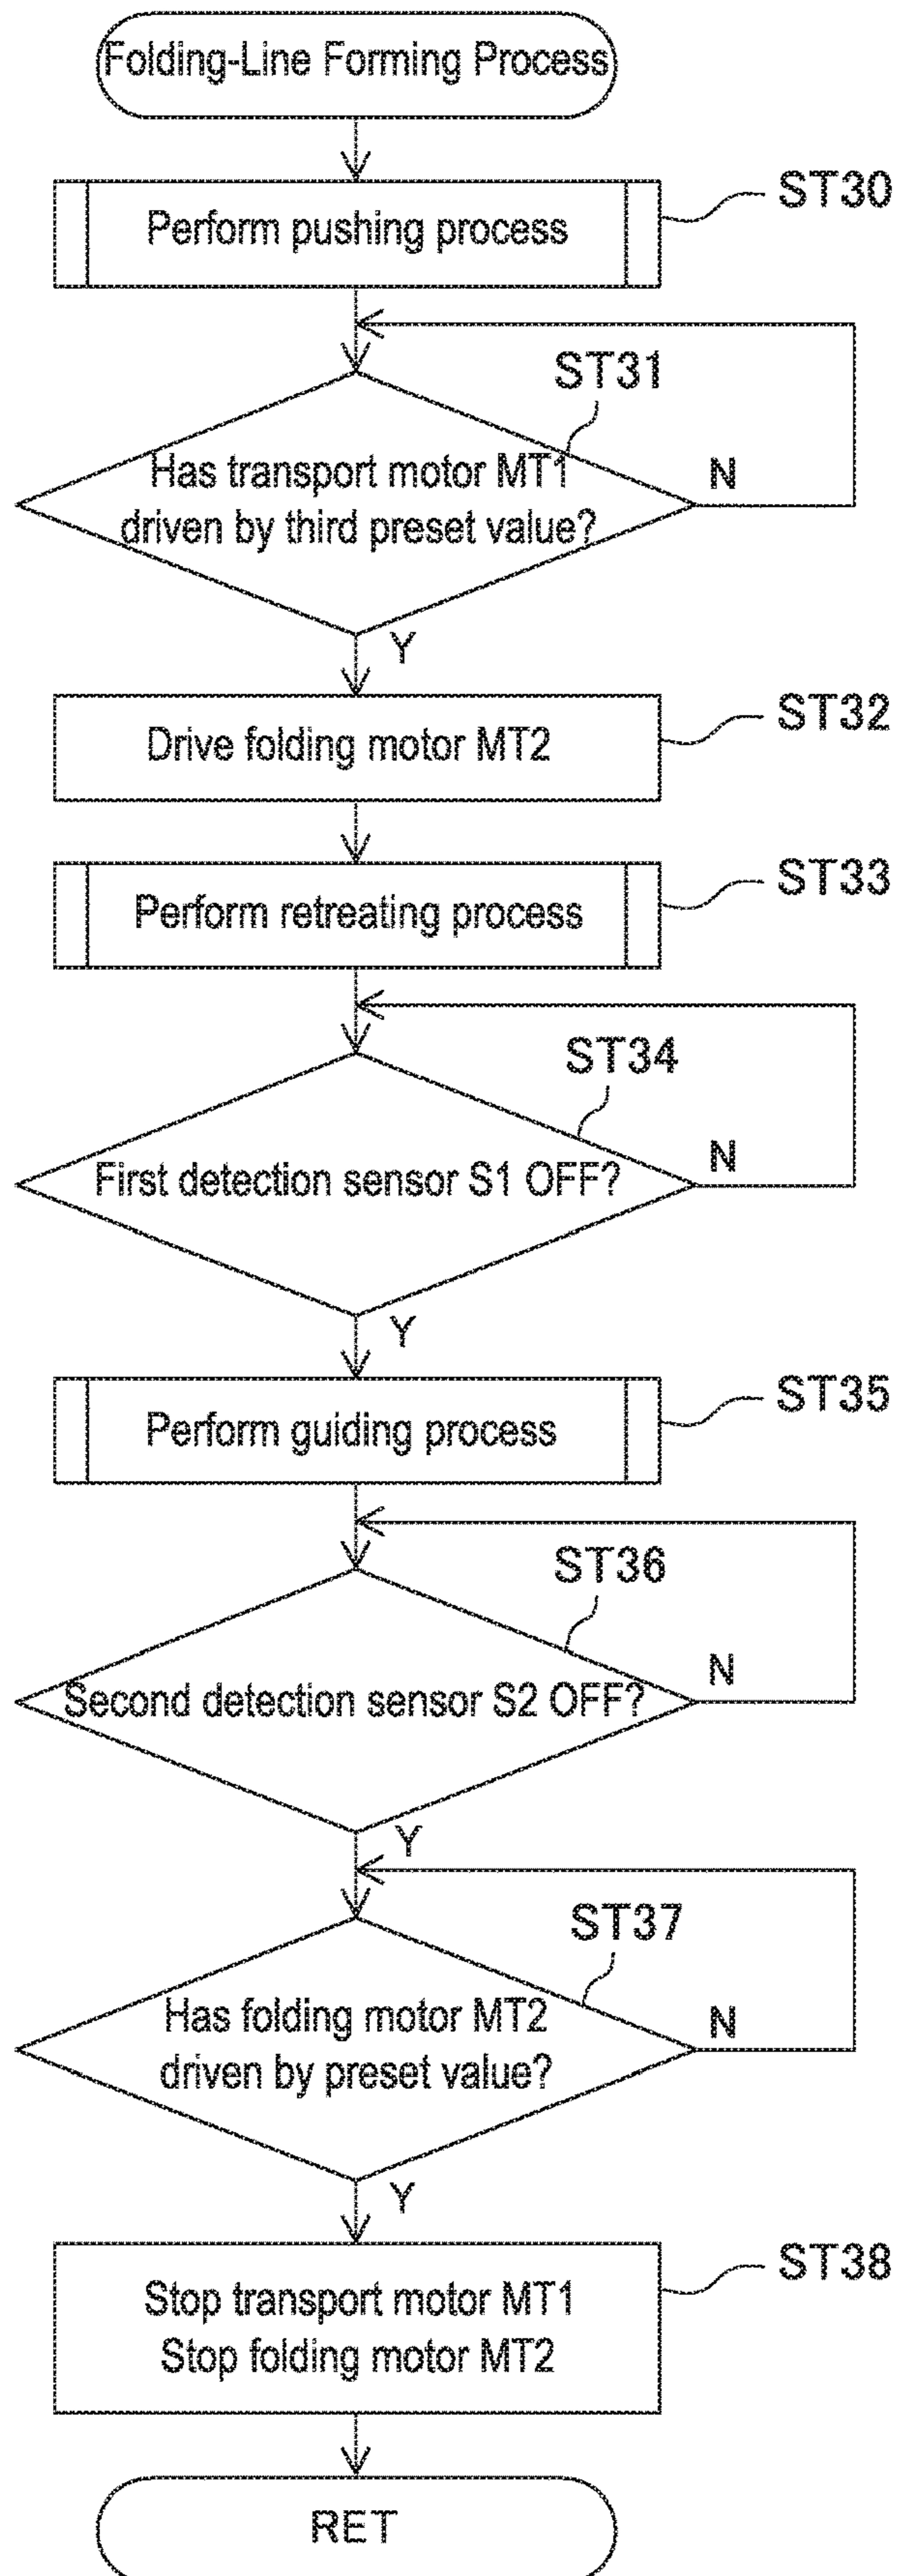 Folding-Line Forming Process
Perform pushing process
ST30
ST31
Has transport motor MT1
driven by third preset value?
N
Y
Drive folding motor MT2
ST32
Perform retreating process
ST33
ST34
First detection sensor S1 OFF?
N
Y
Perform guiding process
ST35
ST36
Second detection sensor S2 OFF?
N
Y
ST37
Has folding motor MT2
driven by preset value?
N
Y
Stop transport motor MT1
Stop folding motor MT2
ST38
RET